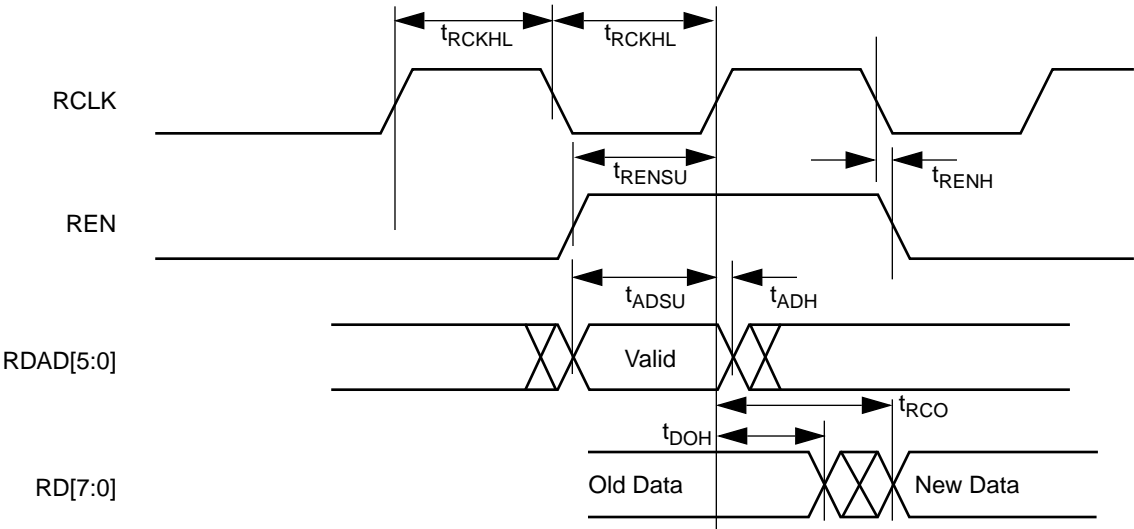 tRCKHL tRCKHL
RCLK
tRENSU tRENH
REN
tADSU tADH
RDAD[5:0] Valid
tRCO
tDOH
RD[7:0] Old Data New Data